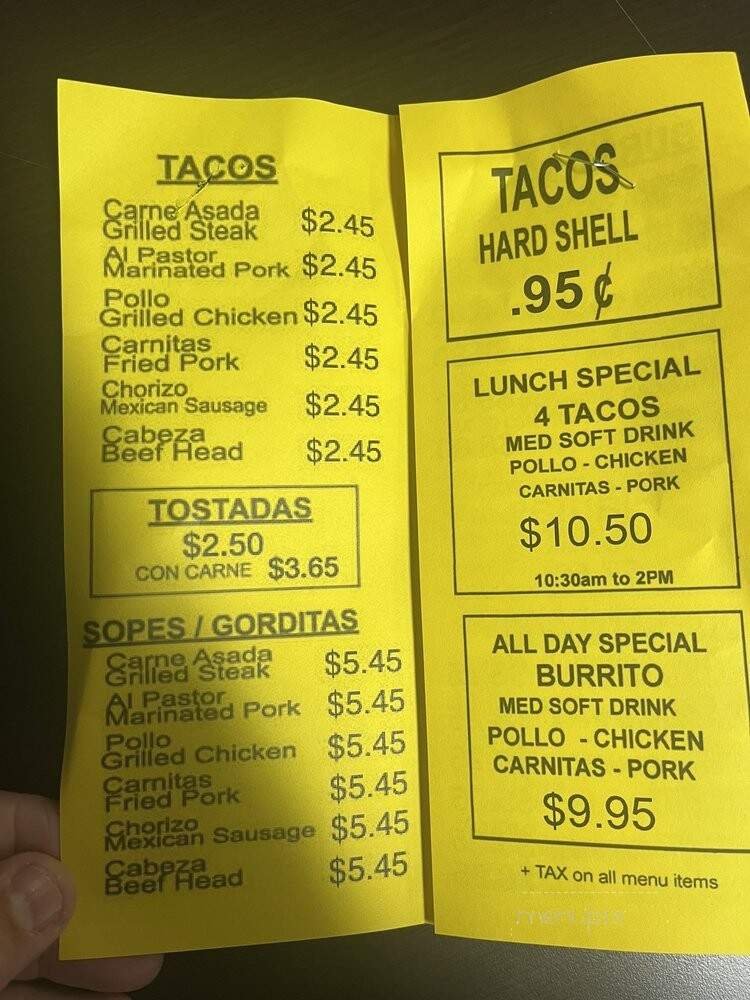 TACOS
Carne Asada
Grilled Steak $2.45
Al Pastor
Marinated Pork $2.45
Pollo
Grilled Chicken $2.45
Carnitas
Fried Pork $2.45
Chorizo
Mexican Sausage $2.45
Cabeza
Beef Head $2.45
TOSTADAS
$2.50
CON CARNE $3.65
SOPES / GORDITAS
Carne Asada
Grilled Steak $5.45
Al Pastor
Marinated Pork $5.45
Pollo
Grilled Chicken $5.45
Carnitas
Fried Pork $5.45
Chorizo
Mexican Sausage $5.45
Cabeza
Beef Head $5.45
TACOS
HARD SHELL
.95¢
LUNCH SPECIAL
4 TACOS
MED SOFT DRINK
POLLO - CHICKEN
CARNITAS - PORK
$10.50
10:30am to 2PM
ALL DAY SPECIAL
BURRITO
MED SOFT DRINK
POLLO - CHICKEN
CARNITAS - PORK
$9.95
+ TAX on all menu items
menupix